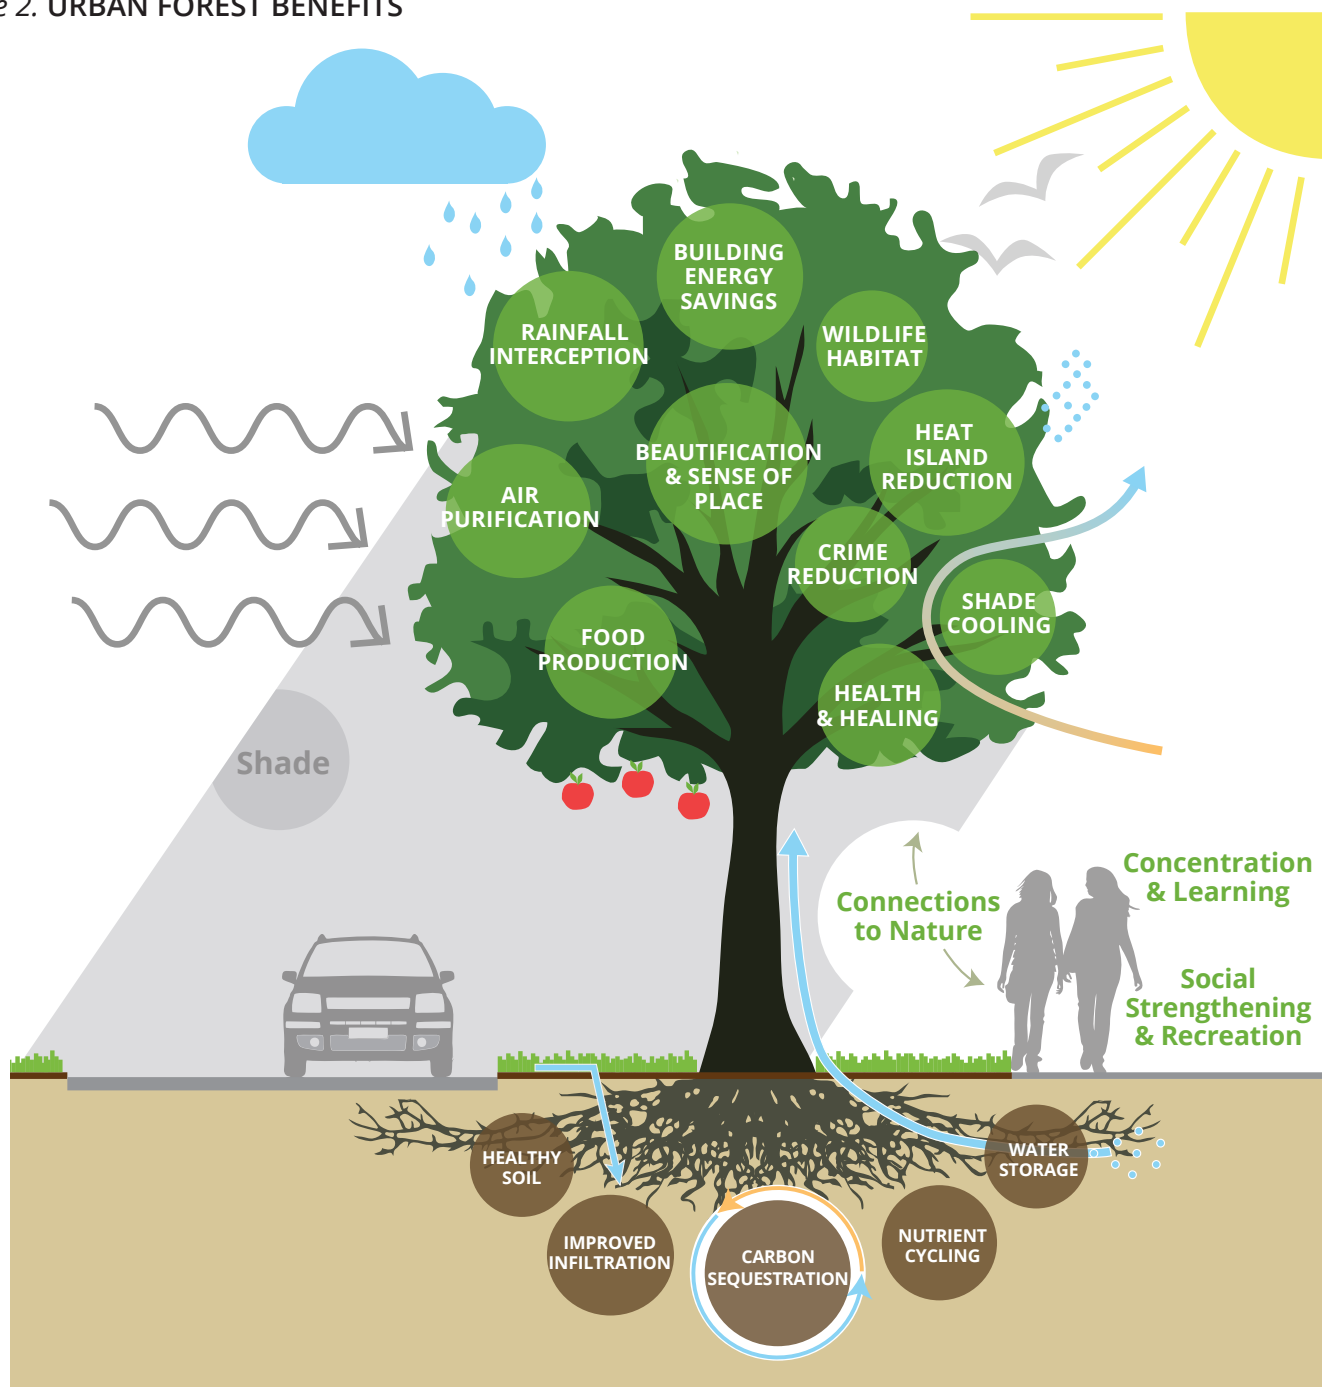 2. URBAN FOREST BENEFITS
BUILDING
ENERGY
SAVINGS
RAINFALL
INTERCEPTION
WILDLIFE
HABITAT
BEAUTIFICATION
& SENSE OF
PLACE
HEAT
ISLAND
REDUCTION
AIR
PURIFICATION
CRIME
REDUCTION
SHADE
COOLING
FOOD
PRODUCTION
HEALTH
& HEALING
Shade
Concentration
& Learning
Connections
to Nature
Social
Strengthening
& Recreation
HEALTHY
SOIL
WATER
STORAGE
IMPROVED
INFILTRATION
CARBON
SEQUESTRATION
NUTRIENT
CYCLING